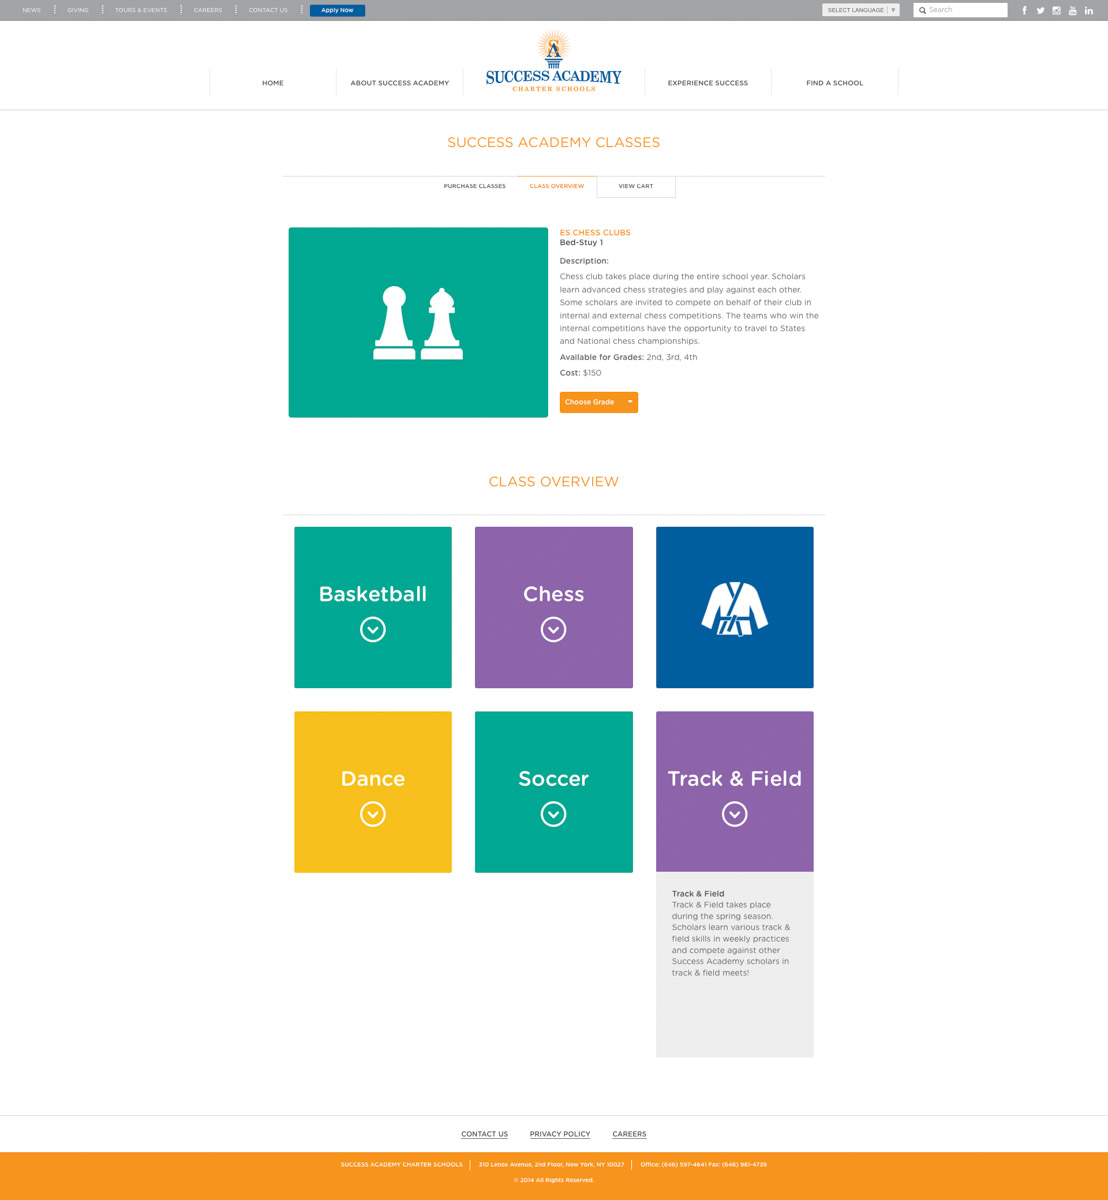 NEWS GIVING TOURS & EVENTS CAREERS CONTACT US Apply Now SELECT LANGUAGE ▼ Search
SUCCESS ACADEMY
CHARTER SCHOOLS
HOME ABOUT SUCCESS ACADEMY EXPERIENCE SUCCESS FIND A SCHOOL
SUCCESS ACADEMY CLASSES
PURCHASE CLASSES CLASS OVERVIEW VIEW CART
ES CHESS CLUBS
Bed-Stuy 1
Description:
Chess club takes place during the entire school year. Scholars
learn advanced chess strategies and play against each other.
Some scholars are invited to compete on behalf of their club in
internal and external chess competitions. The teams who win the
internal competitions have the opportunity to travel to States
and National chess championships.
Available for Grades: 2nd, 3rd, 4th
Cost: $150
Choose Grade
CLASS OVERVIEW
Basketball Chess
Dance Soccer Track & Field
Track & Field
Track & Field takes place
during the spring season.
Scholars learn various track &
field skills in weekly practices
and compete against other
Success Academy scholars in
track & field meets!
CONTACT US PRIVACY POLICY CAREERS
SUCCESS ACADEMY CHARTER SCHOOLS 310 Lenox Avenue, 2nd Floor, New York, NY 10027 Office: (646) 597-4641 Fax: (646) 961-4739
© 2014 All Rights Reserved.